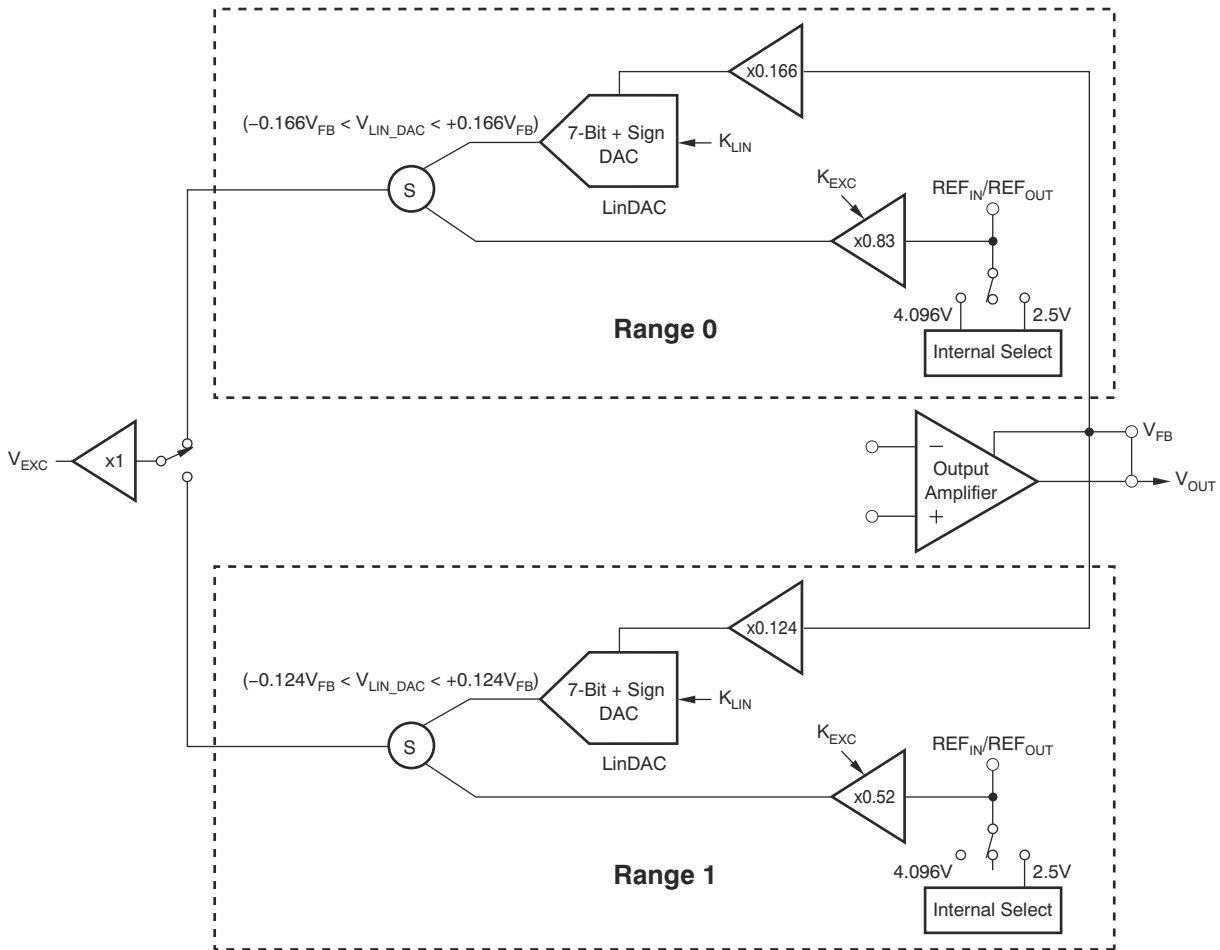 x0.166
(−0.166V_FB < V_LIN_DAC < +0.166V_FB)
7-Bit + Sign
DAC
K_LIN
LinDAC
S
K_EXC
REF_IN/REF_OUT
x0.83
4.096V
2.5V
Internal Select
Range 0
V_EXC
x1
−
Output
Amplifier
+
V_FB
V_OUT
x0.124
(−0.124V_FB < V_LIN_DAC < +0.124V_FB)
7-Bit + Sign
DAC
K_LIN
LinDAC
S
K_EXC
REF_IN/REF_OUT
x0.52
4.096V
2.5V
Internal Select
Range 1